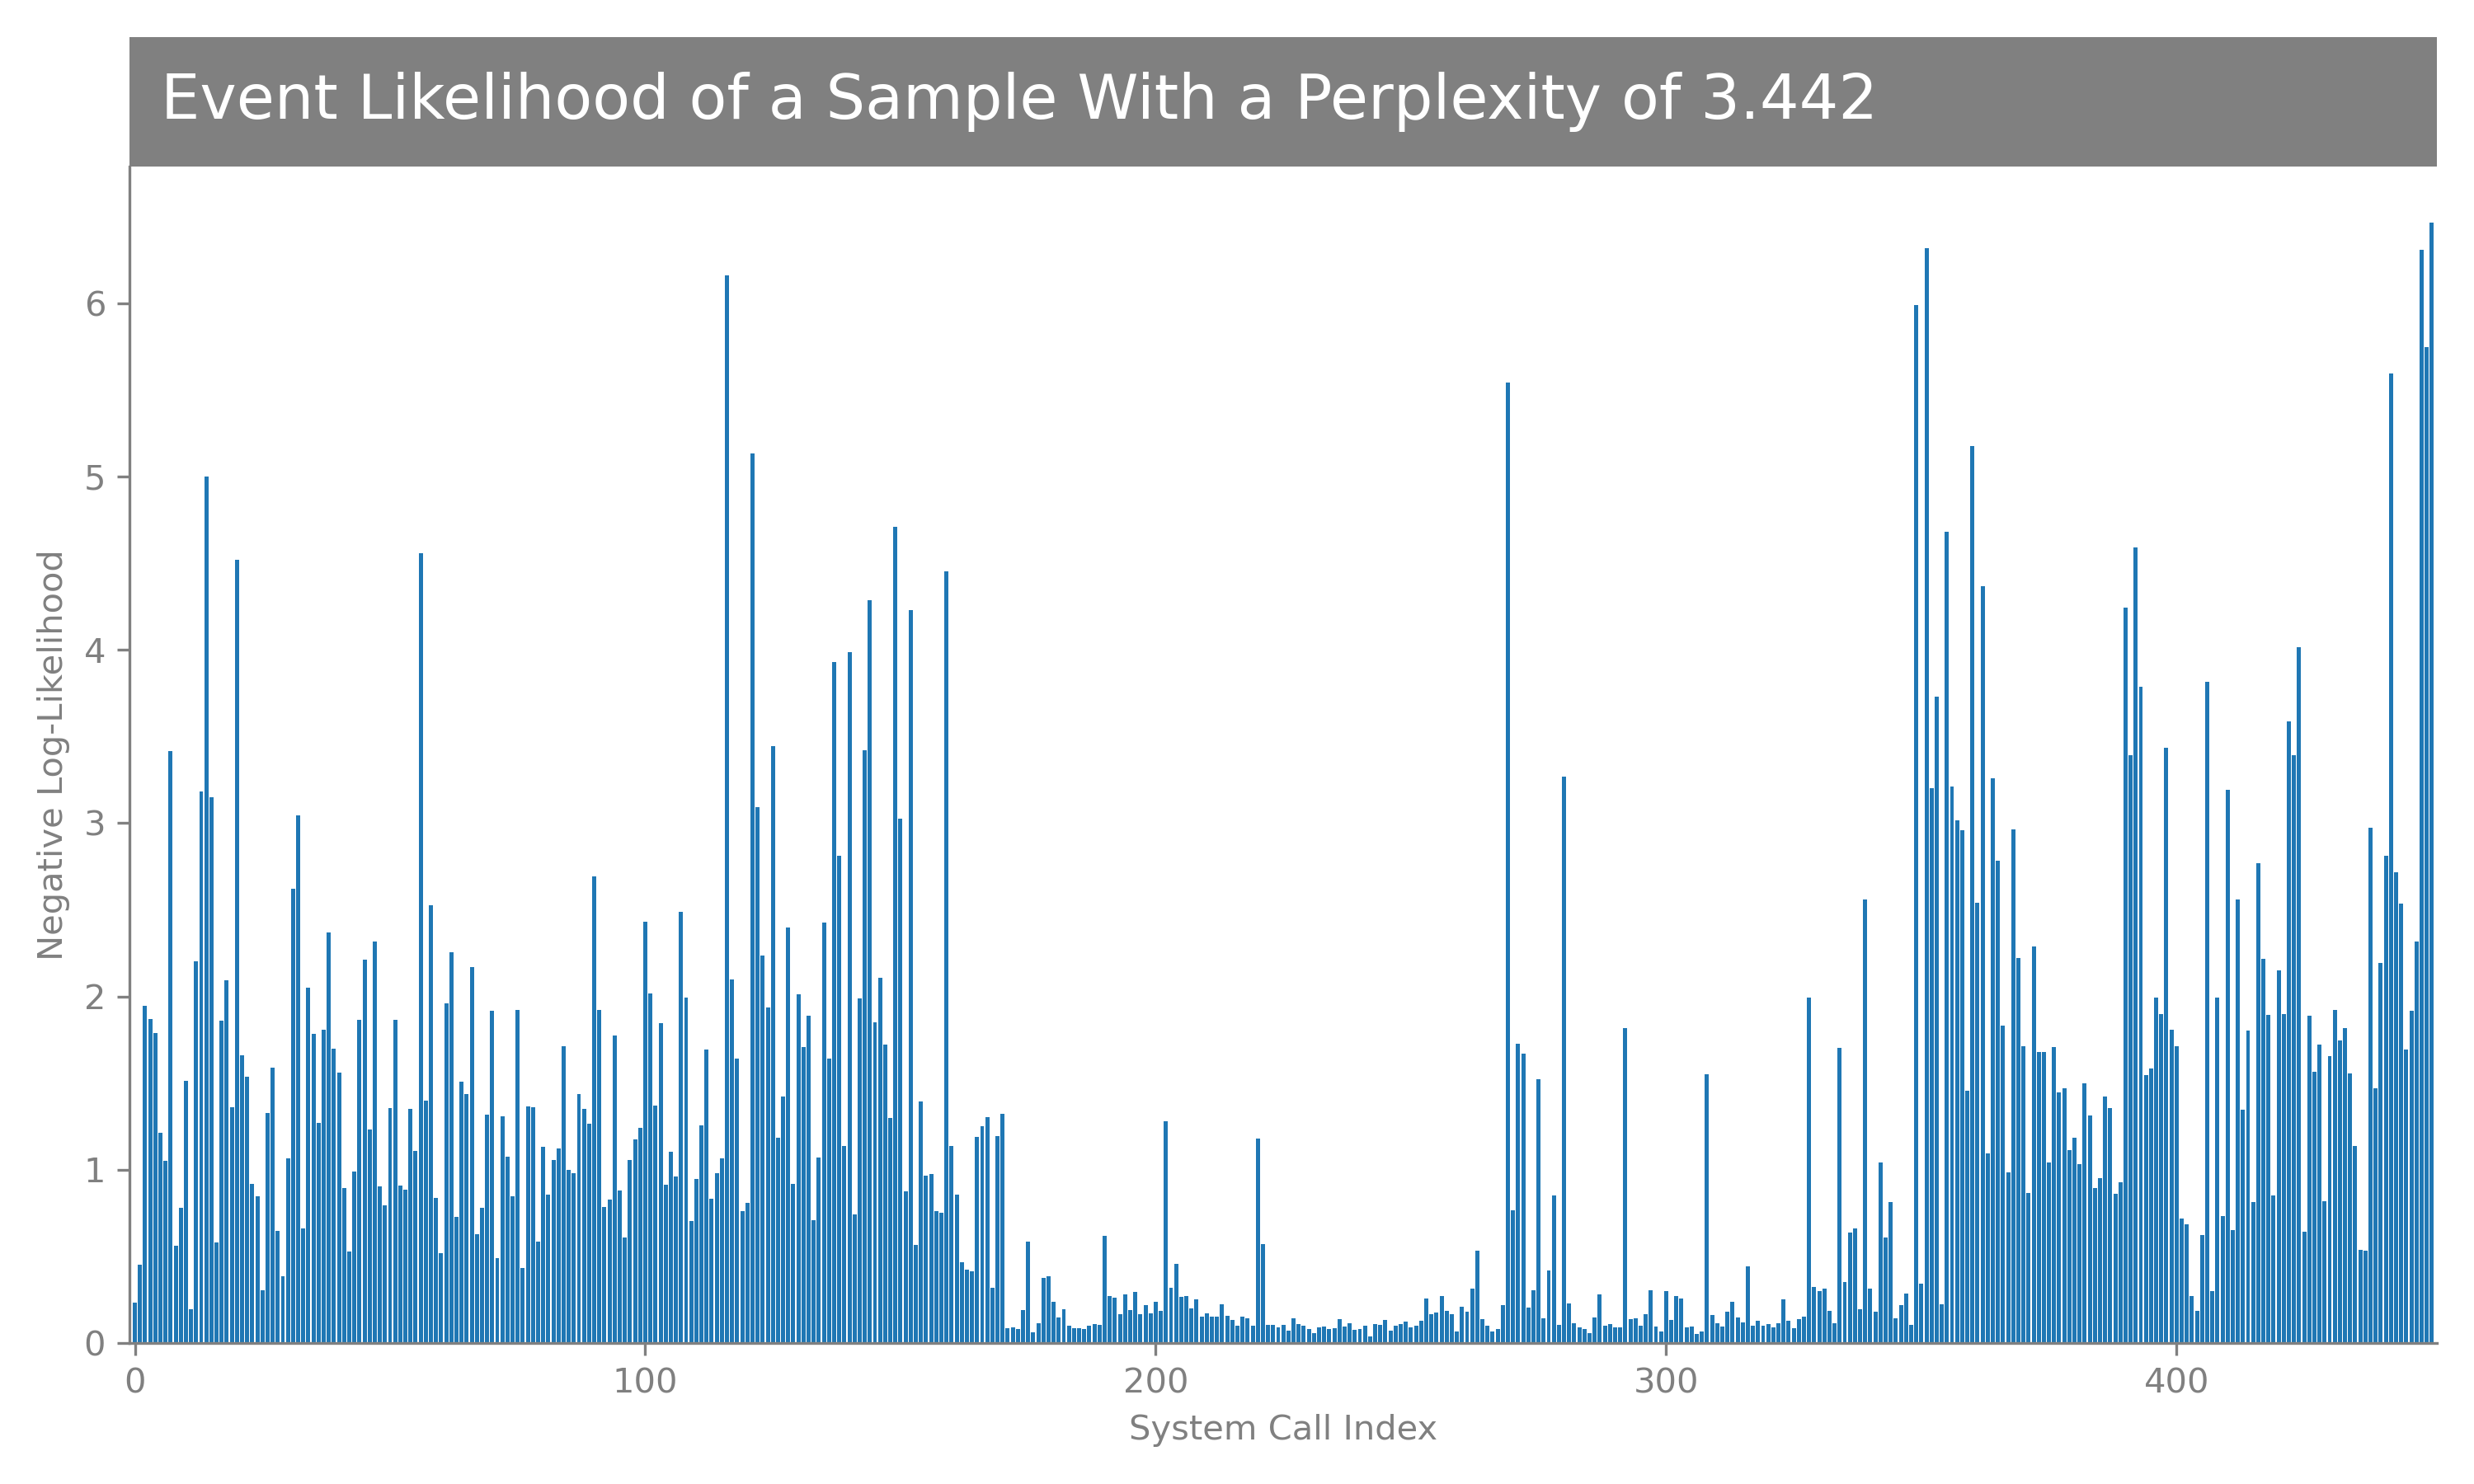 Event Likelihood of a Sample With a Perplexity of 3.442
Negative Log-Likelihood
6
5
4
3
2
1
0
0 100 200 300 400
System Call Index